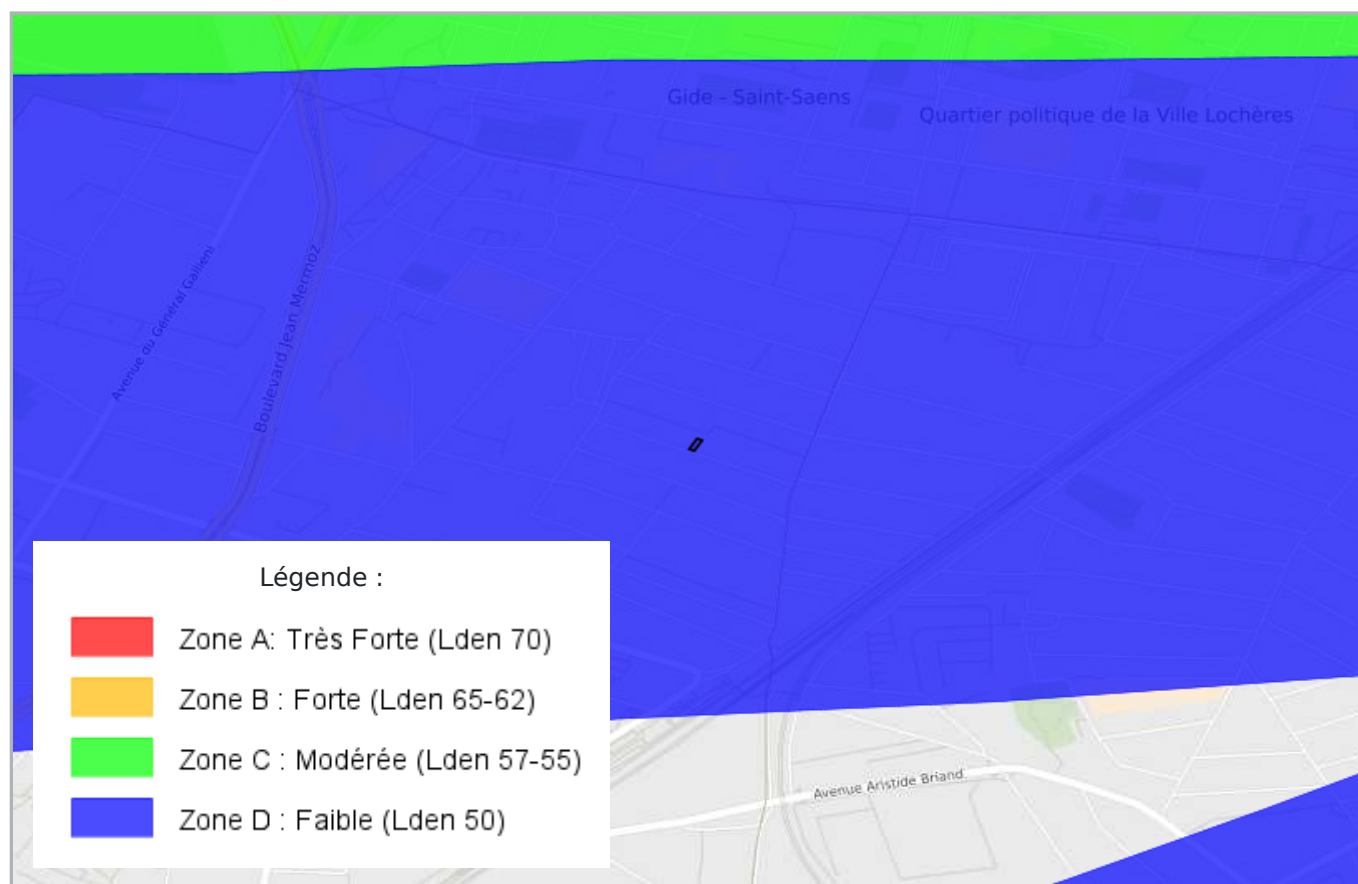 Gide - Saint-Saens
Quartier politique de la Ville Lochères
Avenue du Général Gallieni
Boulevard Jean Mermoz
Légende :
Zone A: Très Forte (Lden 70)
Zone B : Forte (Lden 65-62)
Zone C : Modérée (Lden 57-55)
Zone D : Faible (Lden 50)
Avenue Aristide Briand